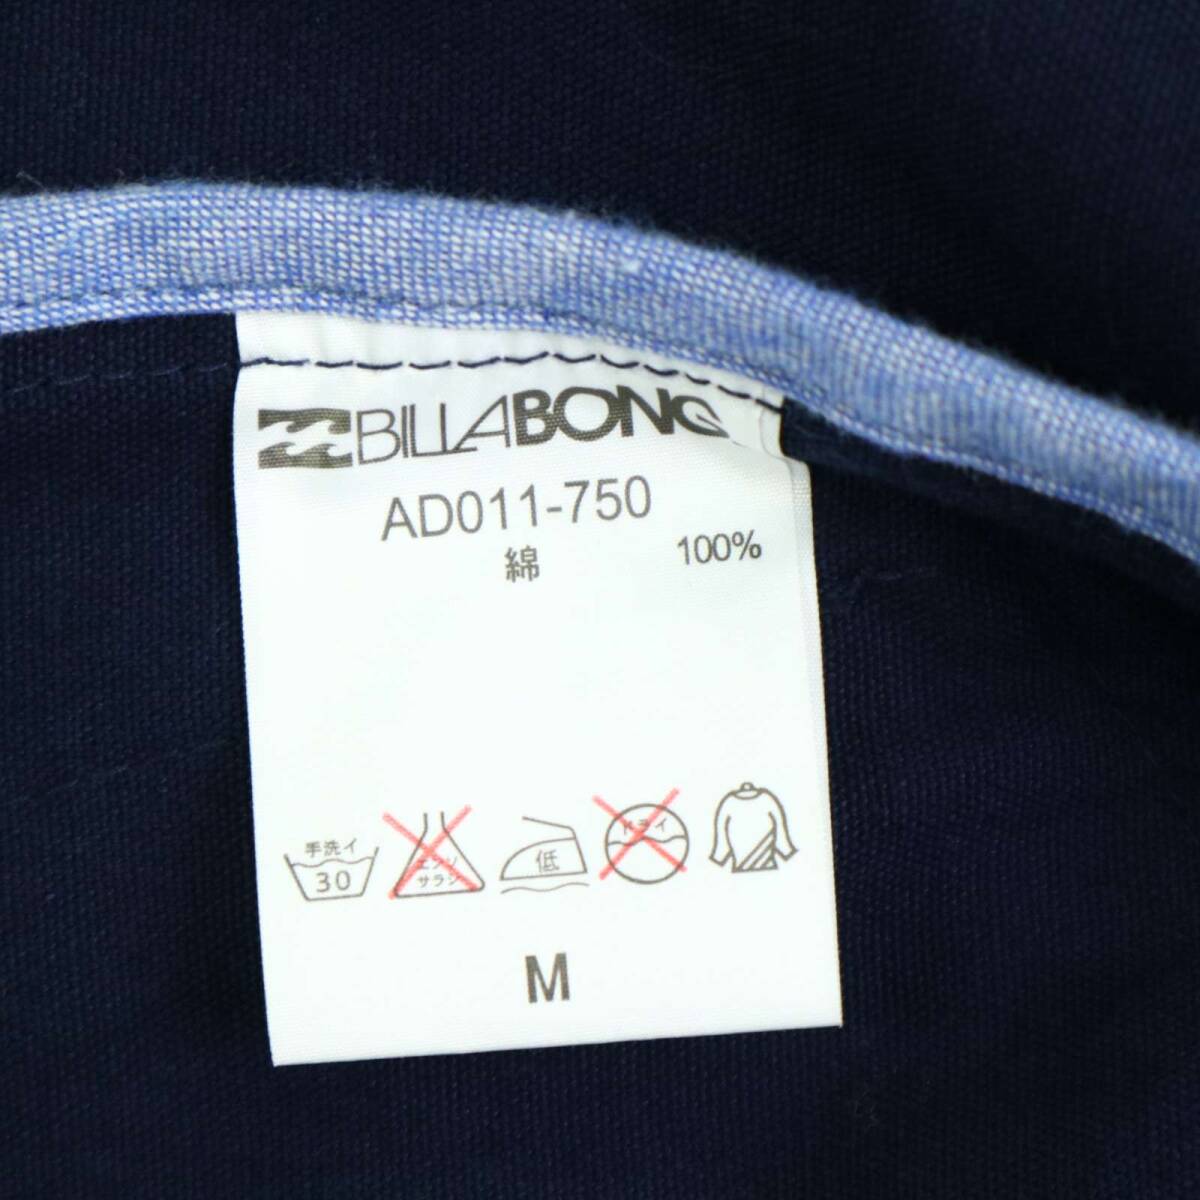 BILLABONG
AD011-750
綿 100%
手洗イ
30
エンソ
サラシ
低
ドライ
M